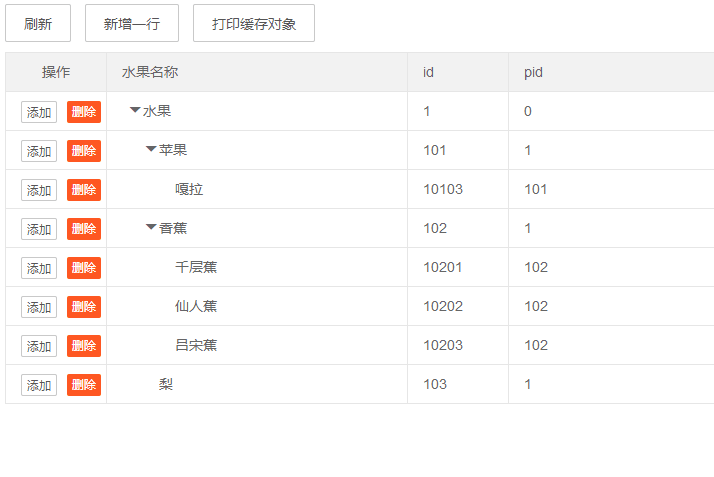 刷新 新增一行 打印缓存对象
操作 水果名称 id pid
添加 删除 水果 1 0
添加 删除 苹果 101 1
添加 删除 嘎拉 10103 101
添加 删除 香蕉 102 1
添加 删除 千层蕉 10201 102
添加 删除 仙人蕉 10202 102
添加 删除 吕宋蕉 10203 102
添加 删除 梨 103 1